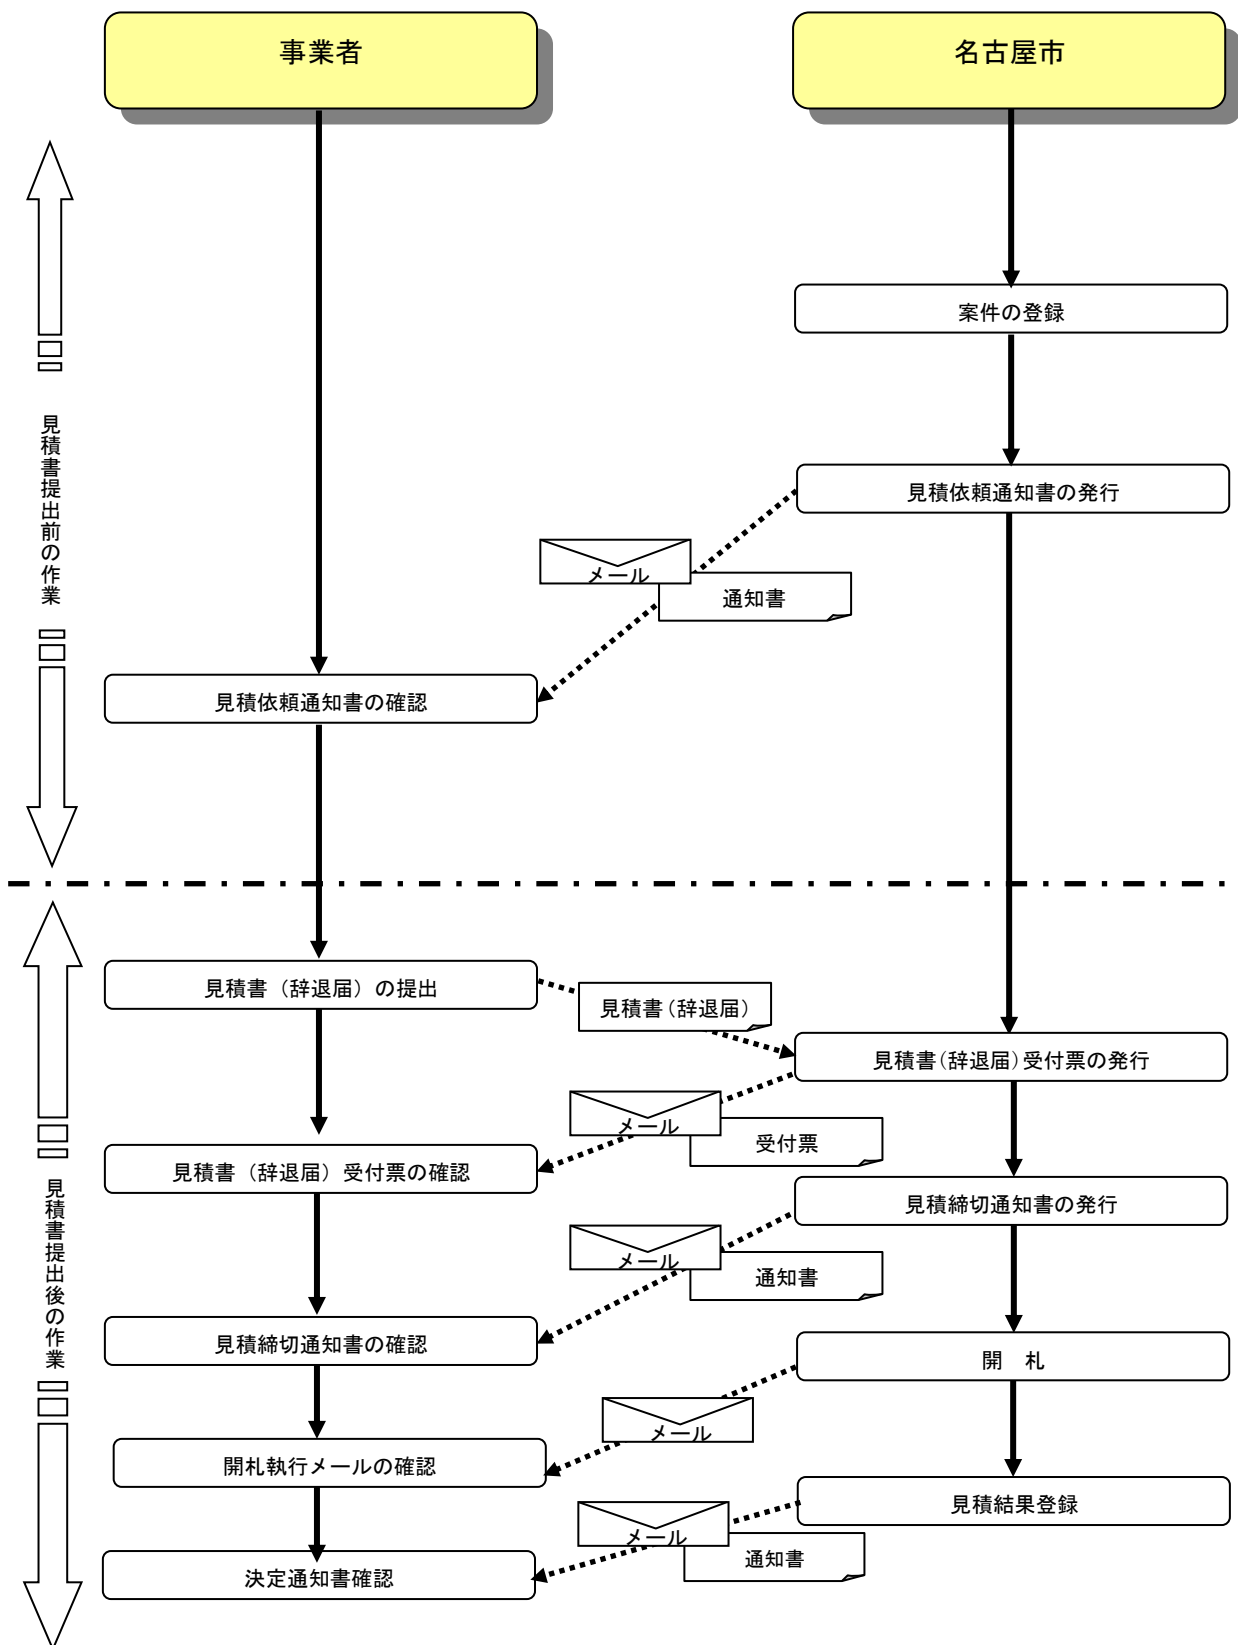 事業者
名古屋市
案件の登録
見積依頼通知書の発行
メール
通知書
見積書提出前の作業
見積依頼通知書の確認
見積書（辞退届）の提出
見積書（辞退届）
見積書（辞退届）受付票の発行
メール
受付票
見積書（辞退届）受付票の確認
見積締切通知書の発行
メール
通知書
見積書提出後の作業
見積締切通知書の確認
開　札
メール
開札執行メールの確認
見積結果登録
メール
通知書
決定通知書確認